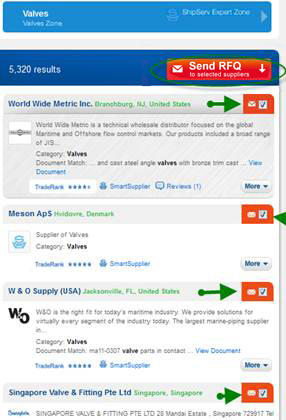 Valves
Valves Zone
ShipServ Expert Zone
5,320 results
Send RFQ
to selected suppliers
World Wide Metric Inc. Branchburg, NJ, United States
World Wide Metric is a technical wholesale distributor focused on the global
Maritime and Offshore flow control markets. Our products included a broad
range of JIS...
Category: Valves
Document Match: ... and cast steel angle valves with bronze trim cast ... View
Document
TradeRank SmartSupplier Reviews (1) More
Meson ApS Hvidovre, Denmark
Supplier of Valves
Category: Valves
TradeRank SmartSupplier More
W & O Supply (USA) Jacksonville, FL, United States
W&O
W&O is the right fit for today's maritime industry. We provide solutions for
virtually every segment of the industry today. The largest marine-piping supplier
in...
Category: Valves
Document Match: ma11-0307 valve parts in contact ... View Document
TradeRank SmartSupplier More
Singapore Valve & Fitting Pte Ltd Singapore, Singapore
SINGAPORE VALVE & FITTING PTE LTD 28 Mandai Estate , Singapore 729917 Tel